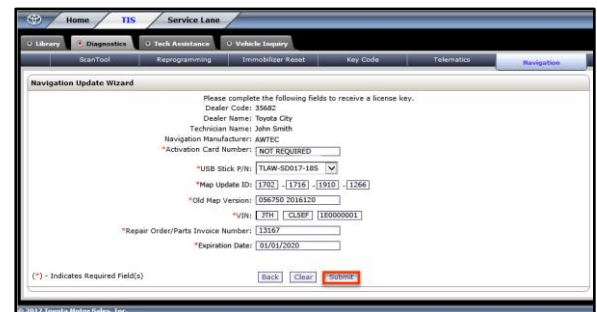 Home TIS Service Lane
Library Diagnostics Tech Assistance Vehicle Inquiry
ScanTool Reprogramming Immobilizer Reset Key Code Telematics Navigation
Navigation Update Wizard
Please complete the following fields to receive a license key.
Dealer Code: 35682
Dealer Name: Toyota City
Technician Name: John Smith
Navigation Manufacturer: AWTEC
*Activation Card Number: NOT REQUIRED
*USB Stick P/N: TLAW-SD017-18S
*Map Update ID: 1702 - 1716 - 1910 - 1266
*Old Map Version: 056750 2016120
*VIN: JTH CLSEF 1E0000001
*Repair Order/Parts Invoice Number: 13167
*Expiration Date: 01/01/2020
(*) - Indicates Required Field(s) Back Clear Submit
© 2017 Toyota Motor Sales, Inc.